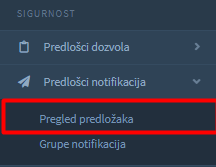 SIGURNOST
Predlošci dozvola
Predlošci notifikacija
Pregled predložaka
Grupe notifikacija